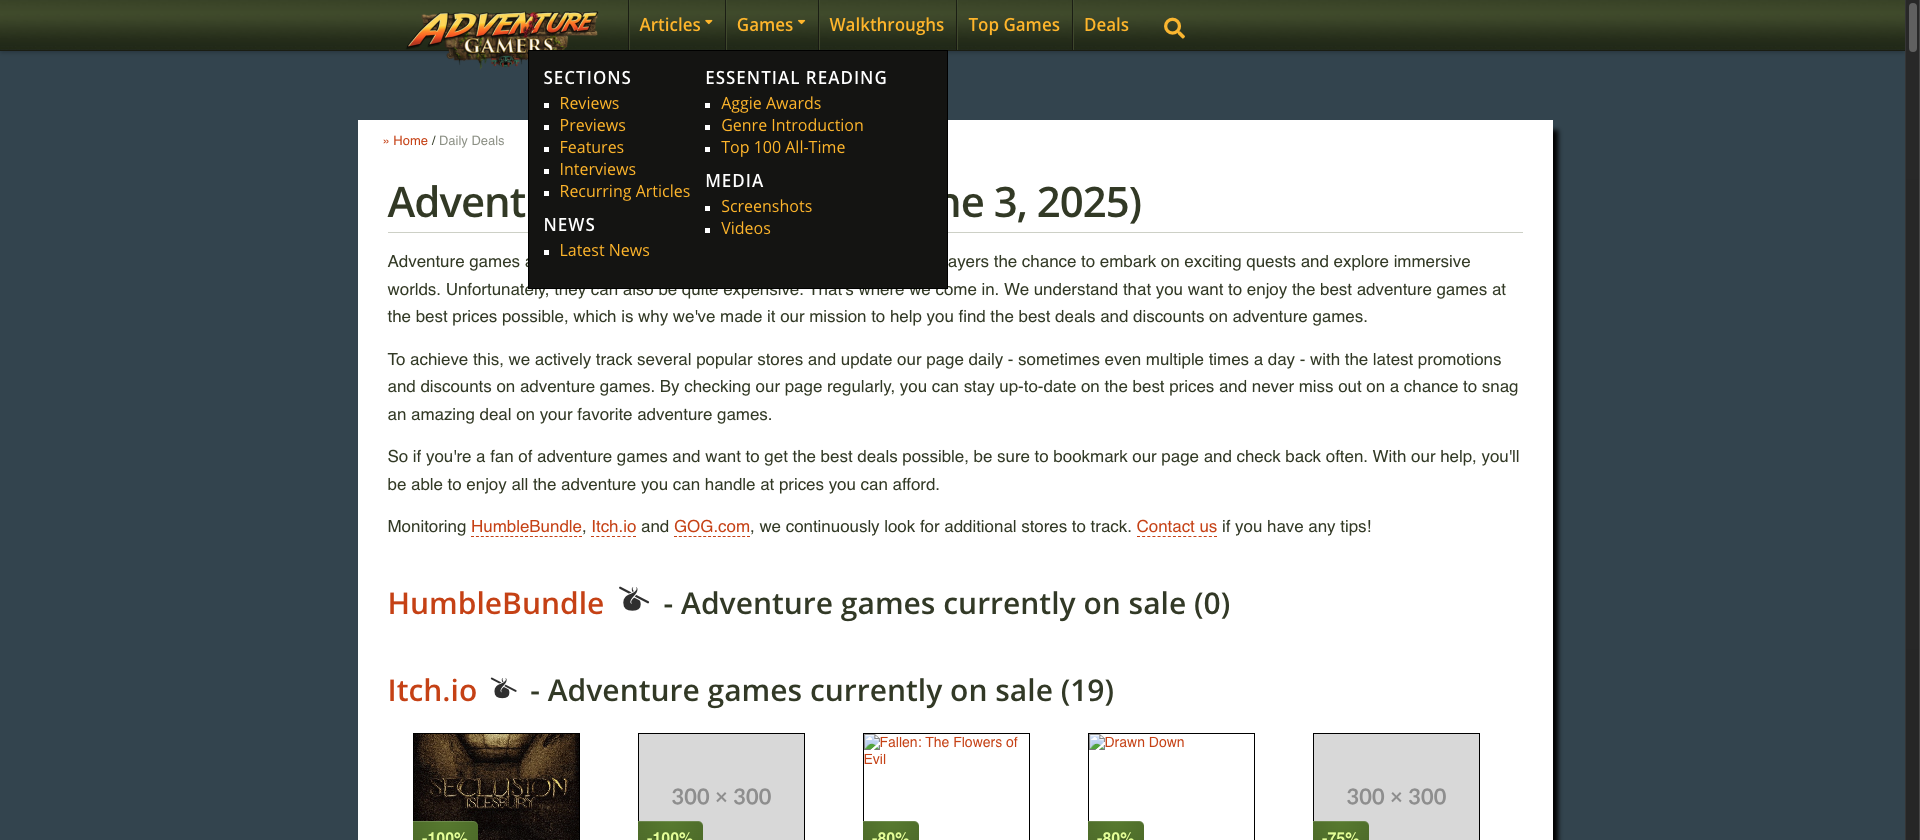 ADVENTURE
GAMERS
Articles
Games
Walkthroughs
Top Games
Deals
SECTIONS
Reviews
Previews
Features
Interviews
Recurring Articles
NEWS
Latest News
ESSENTIAL READING
Aggie Awards
Genre Introduction
Top 100 All-Time
MEDIA
Screenshots
Videos
» Home / Daily Deals
Advent ne 3, 2025)
Adventure games ayers the chance to embark on exciting quests and explore immersive
worlds. Unfortunately, they can also be quite expensive. That's where we come in. We understand that you want to enjoy the best adventure games at
the best prices possible, which is why we've made it our mission to help you find the best deals and discounts on adventure games.
To achieve this, we actively track several popular stores and update our page daily - sometimes even multiple times a day - with the latest promotions
and discounts on adventure games. By checking our page regularly, you can stay up-to-date on the best prices and never miss out on a chance to snag
an amazing deal on your favorite adventure games.
So if you're a fan of adventure games and want to get the best deals possible, be sure to bookmark our page and check back often. With our help, you'll
be able to enjoy all the adventure you can handle at prices you can afford.
Monitoring HumbleBundle, Itch.io and GOG.com, we continuously look for additional stores to track. Contact us if you have any tips!
HumbleBundle - Adventure games currently on sale (0)
Itch.io - Adventure games currently on sale (19)
SECLUSION
ISLESBURY
-100%
300 × 300
-100%
Fallen: The Flowers of
Evil
-80%
Drawn Down
-80%
300 × 300
-75%